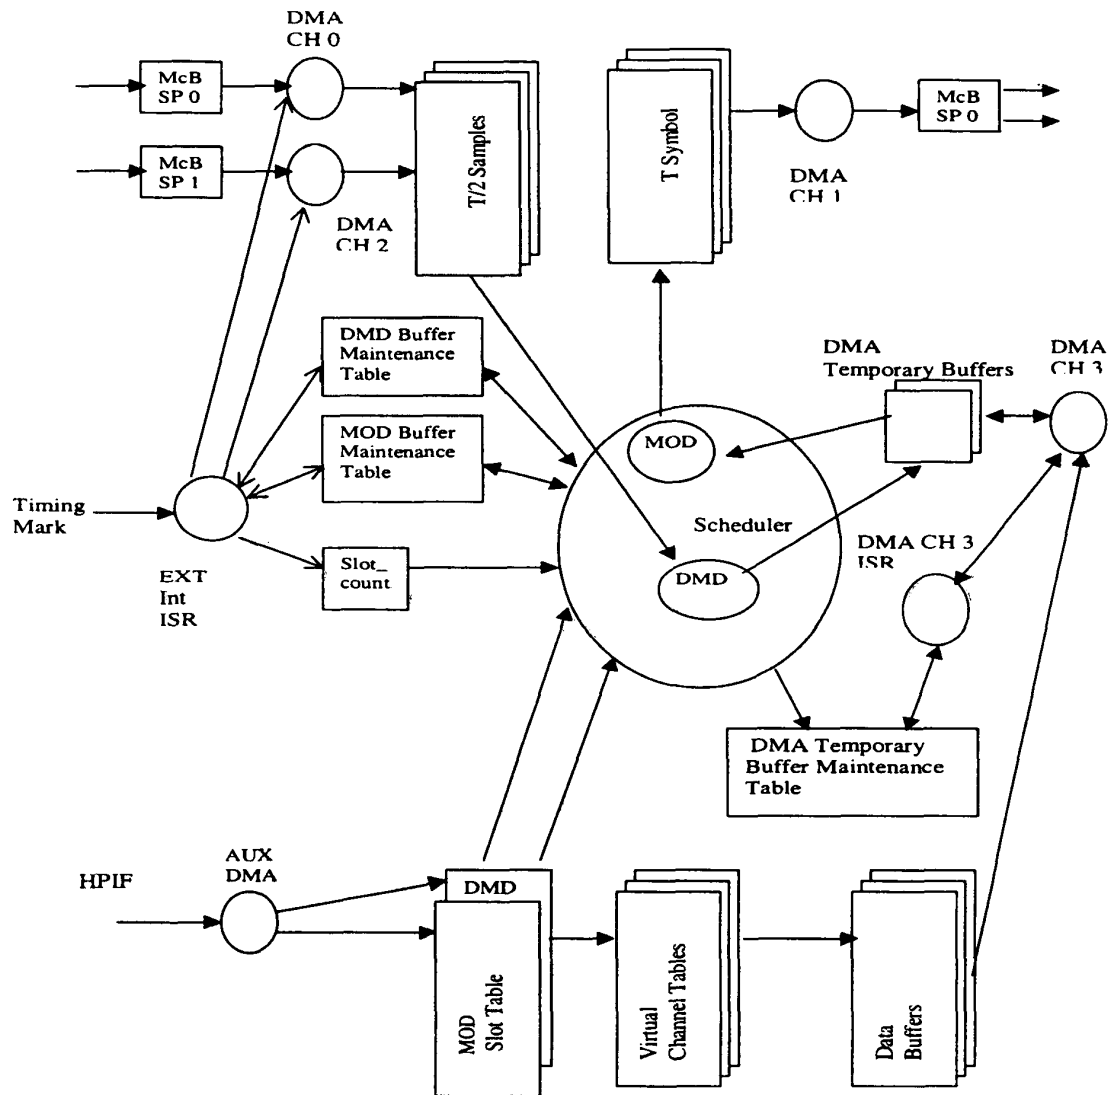 DMA
CH 0
McB
SP 0
McB
SP 1
DMA
CH 2
T/2 Samples
T Symbol
DMA
CH 1
McB
SP 0
DMD Buffer
Maintenance
Table
MOD Buffer
Maintenance
Table
Timing
Mark
EXT
Int
ISR
Slot_
count
MOD
Scheduler
DMD
DMA
Temporary Buffers
DMA
CH 3
DMA CH 3
ISR
DMA Temporary
Buffer Maintenance
Table
HPIF
AUX
DMA
DMD
MOD
Slot Table
Virtual
Channel Tables
Data
Buffers